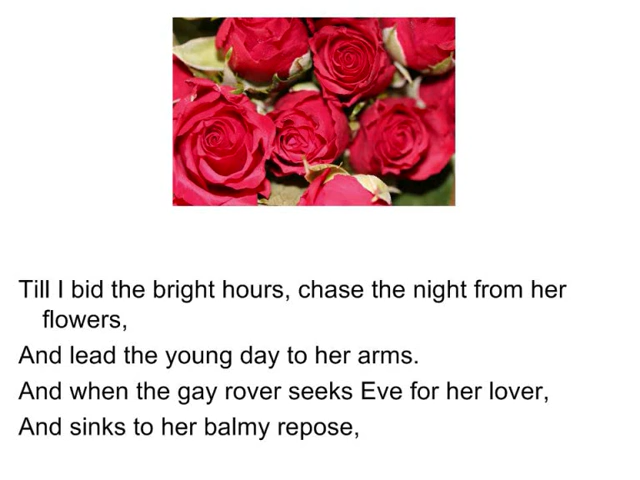 Till I bid the bright hours, chase the night from her
flowers,
And lead the young day to her arms.
And when the gay rover seeks Eve for her lover,
And sinks to her balmy repose,